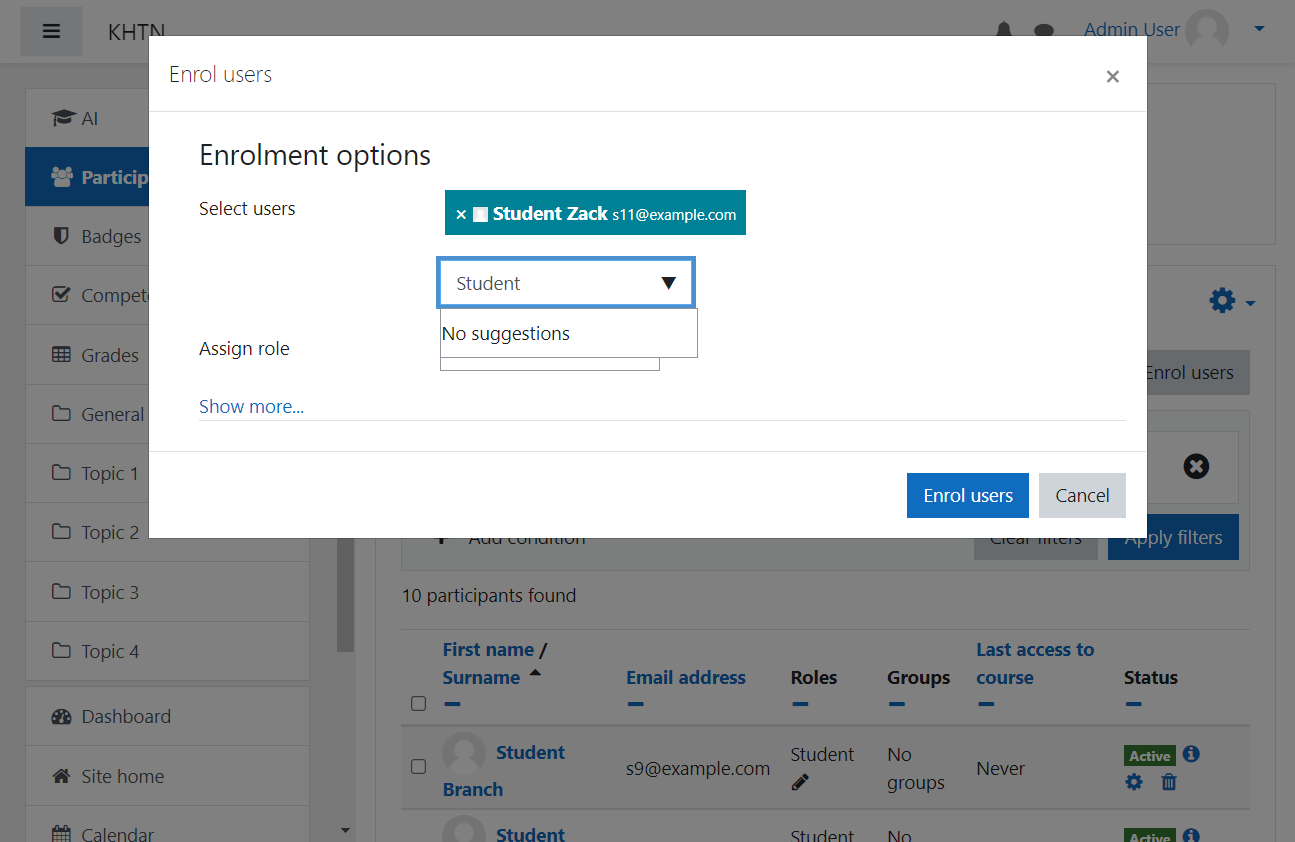 KHTN
Admin User
Enrol users
×
AI
Enrolment options
Particip
Select users
× Student Zack s11@example.com
Badges
Student ▼
Compet
No suggestions
Assign role
Grades
Enrol users
Show more...
General
Topic 1
Enrol users Cancel
Topic 2
Add condition Clear filters Apply filters
Topic 3
10 participants found
Topic 4
First name / Last access to
Surname Email address Roles Groups course Status
Dashboard
Student Student No Active
s9@example.com Never
Site home
Branch groups
Calendar
Student Student No Active